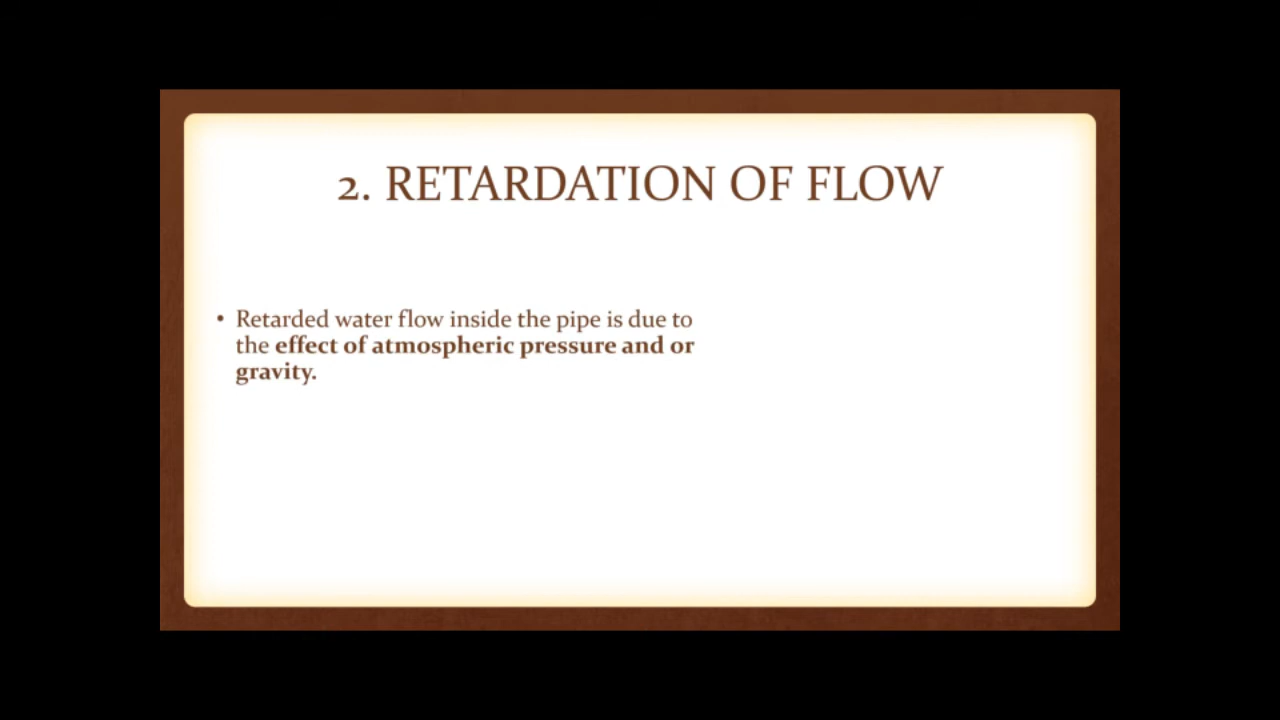 2. RETARDATION OF FLOW
• Retarded water flow inside the pipe is due to
the effect of atmospheric pressure and or
gravity.